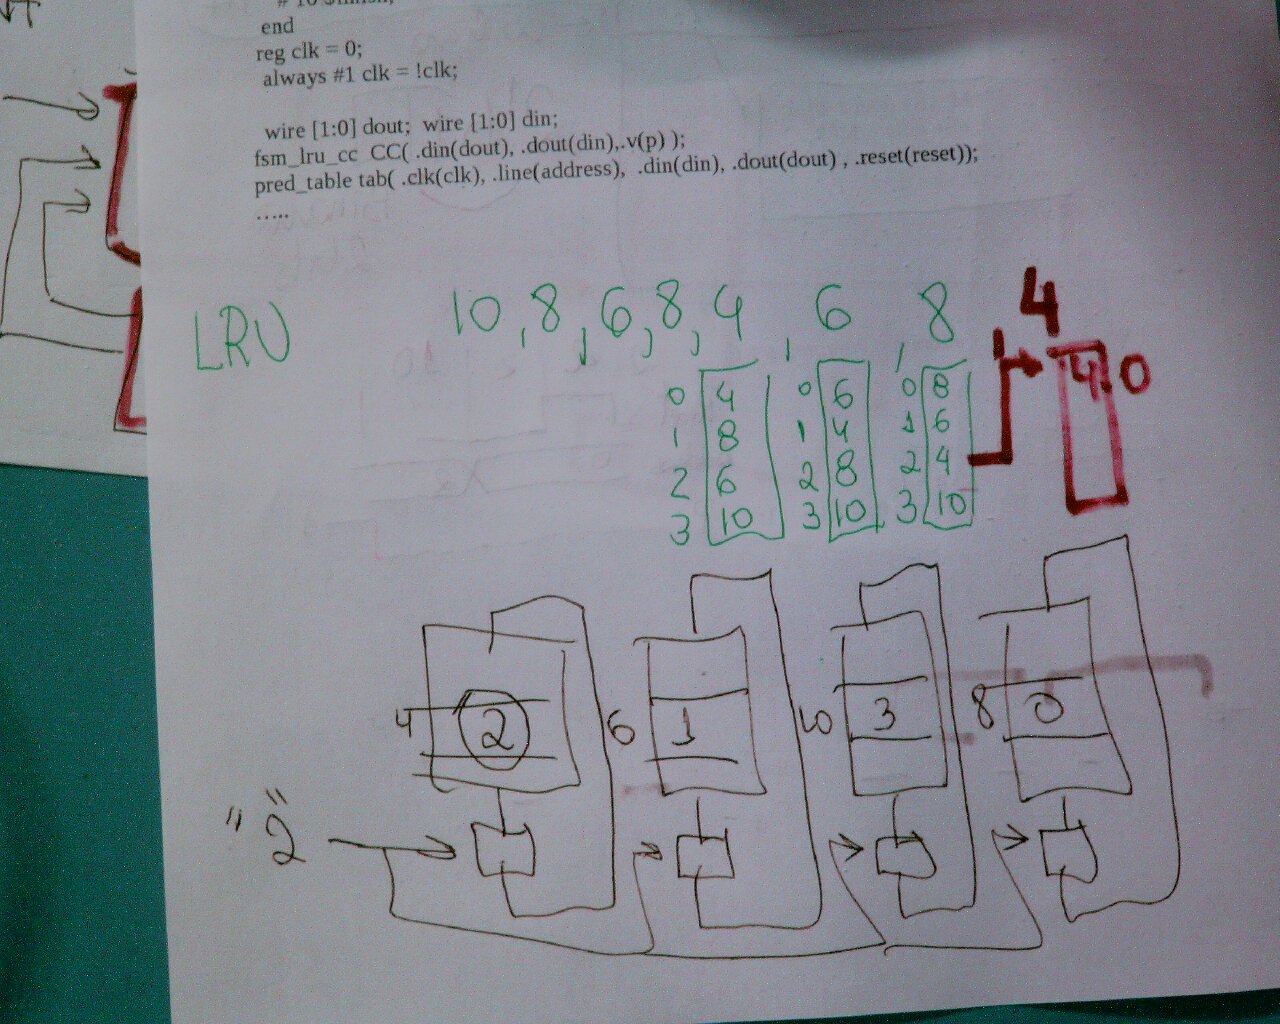 end
reg clk = 0;
always #1 clk = !clk;
wire [1:0] dout; wire [1:0] din;
fsm_lru_cc CC( .din(dout), .dout(din),.v(p) );
pred_table tab( .clk(clk), .line(address), .din(din), .dout(dout) , .reset(reset));
.....
LRU 10, 8, 6, 8, 4, 6, 8 4
0 4 0 6 0 8 4 0
1 8 1 4 1 6
2 6 2 8 2 4
3 10 3 10 3 10
4 2 6 1 10 3 8 0
"2"